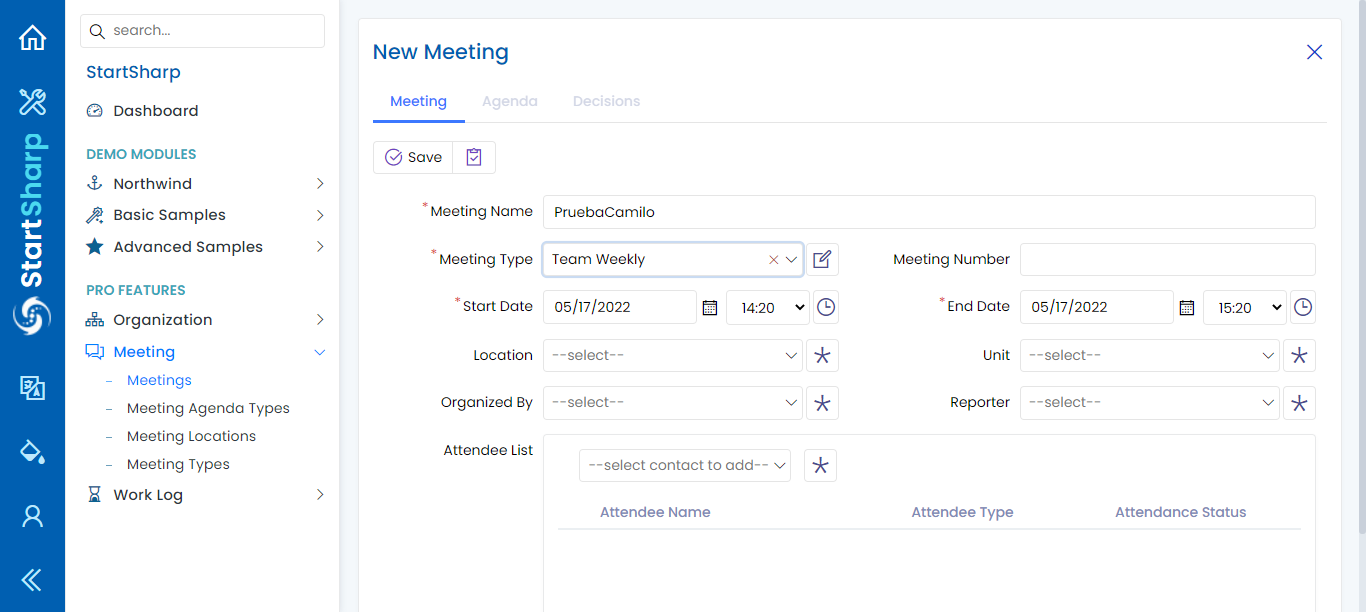 search...
StartSharp
Dashboard
DEMO MODULES
Northwind
Basic Samples
Advanced Samples
PRO FEATURES
Organization
Meeting
Meetings
Meeting Agenda Types
Meeting Locations
Meeting Types
Work Log
StartSharp
New Meeting
Meeting Agenda Decisions
Save
*Meeting Name PruebaCamilo
*Meeting Type Team Weekly Meeting Number
*Start Date 05/17/2022 14:20 *End Date 05/17/2022 15:20
Location --select-- Unit --select--
Organized By --select-- Reporter --select--
Attendee List
--select contact to add--
Attendee Name Attendee Type Attendance Status